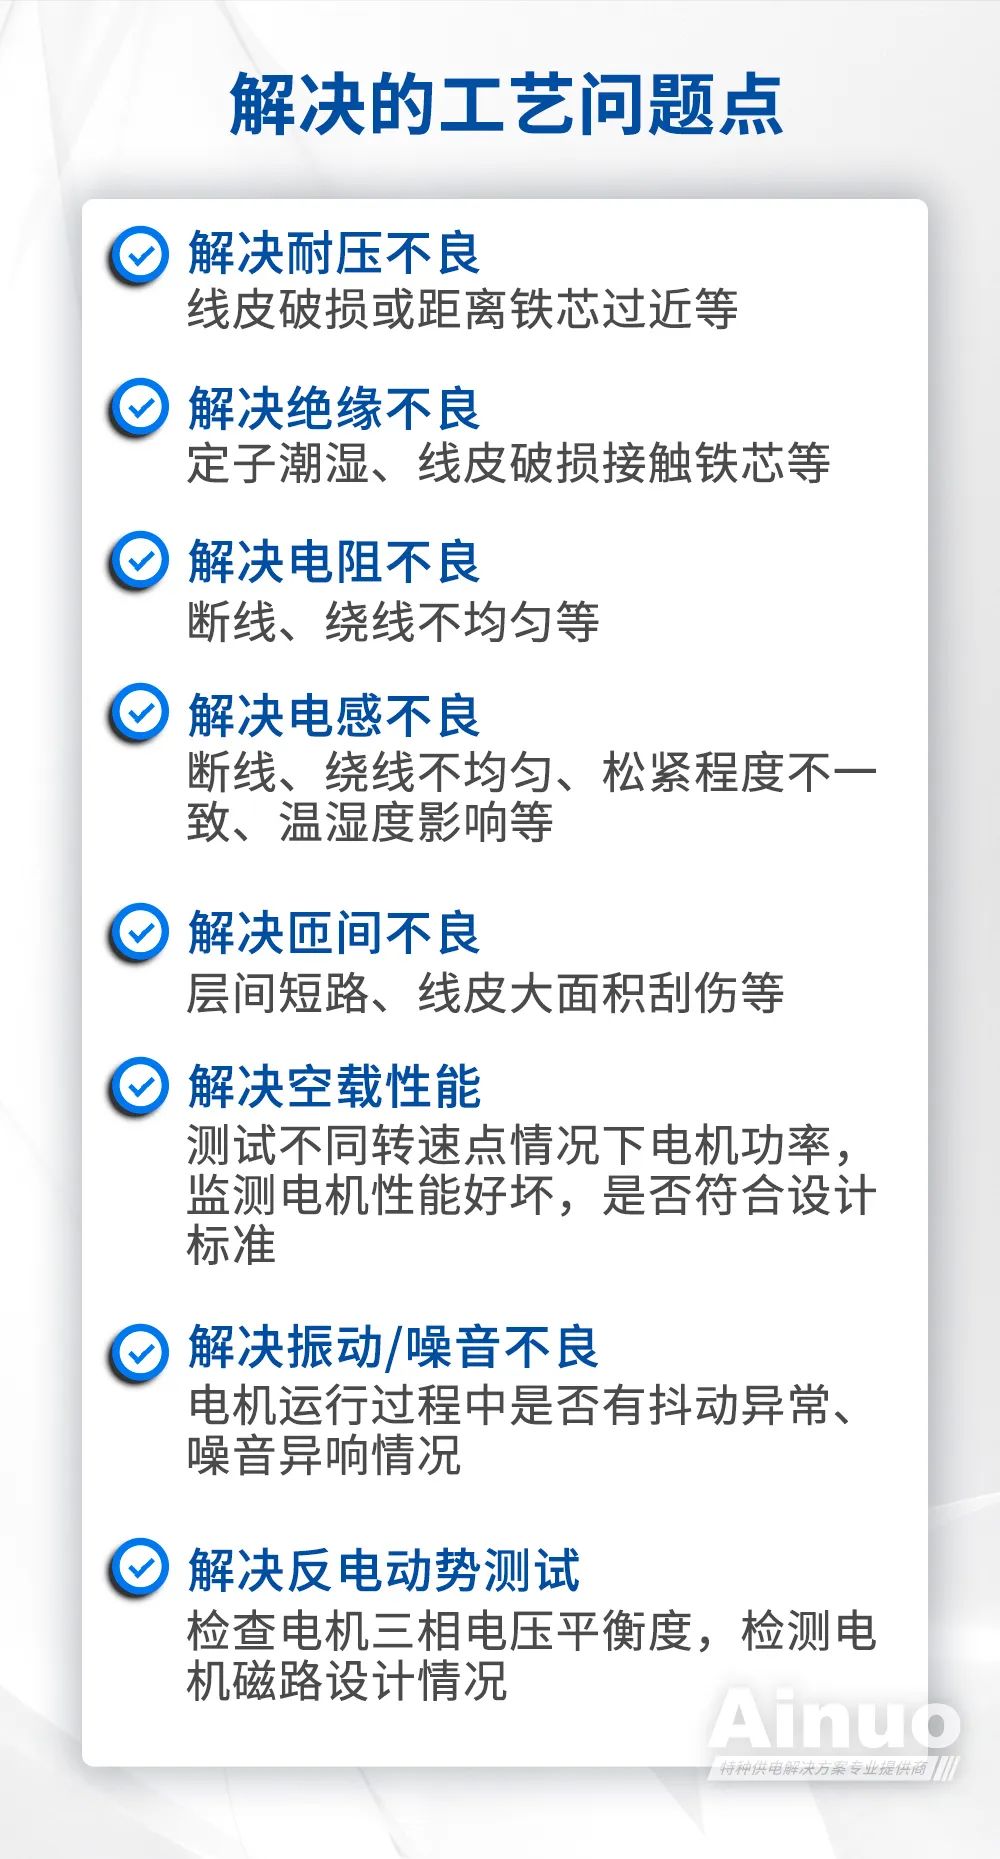 解决的工艺问题点
解决耐压不良
线皮破损或距离铁芯过近等
解决绝缘不良
定子潮湿、线皮破损接触铁芯等
解决电阻不良
断线、绕线不均匀等
解决电感不良
断线、绕线不均匀、松紧程度不一
致、温湿度影响等
解决匝间不良
层间短路、线皮大面积刮伤等
解决空载性能
测试不同转速点情况下电机功率，
监测电机性能好坏，是否符合设计
标准
解决振动/噪音不良
电机运行过程中是否有抖动异常、
噪音异响情况
解决反电动势测试
检查电机三相电压平衡度，检测电
机磁路设计情况
Ainuo
特种供电解决方案专业提供商